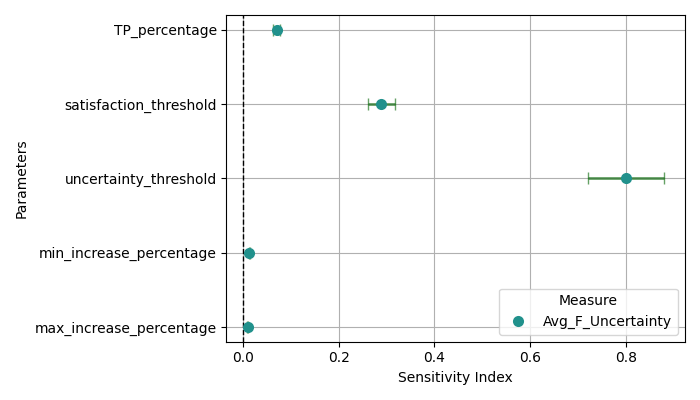 TP_percentage
satisfaction_threshold
uncertainty_threshold
min_increase_percentage
max_increase_percentage
Parameters
Measure
Avg_F_Uncertainty
0.0 0.2 0.4 0.6 0.8
Sensitivity Index